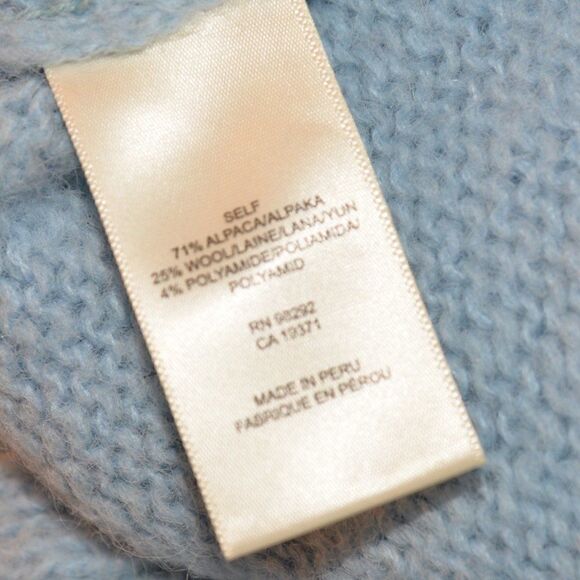 SELF
71% ALPACA/ALPAKA
25% WOOL/LAINE/LANA/YUN
4% POLYAMIDE/POLIAMIDA/
POLYAMID
RN 98292
CA 19371
MADE IN PERU
FABRIQUE EN PÉROU